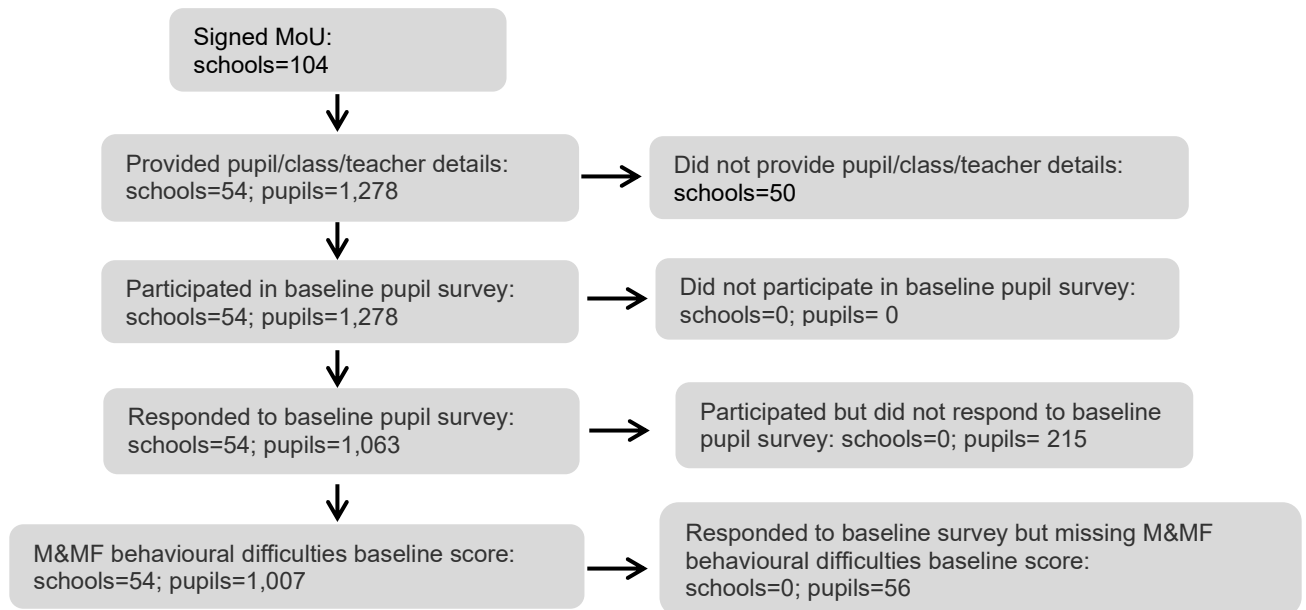 Signed MoU:
schools=104
Provided pupil/class/teacher details:
schools=54; pupils=1,278
Did not provide pupil/class/teacher details:
schools=50
Participated in baseline pupil survey:
schools=54; pupils=1,278
Did not participate in baseline pupil survey:
schools=0; pupils= 0
Responded to baseline pupil survey:
schools=54; pupils=1,063
Participated but did not respond to baseline
pupil survey: schools=0; pupils= 215
M&MF behavioural difficulties baseline score:
schools=54; pupils=1,007
Responded to baseline survey but missing M&MF
behavioural difficulties baseline score:
schools=0; pupils=56